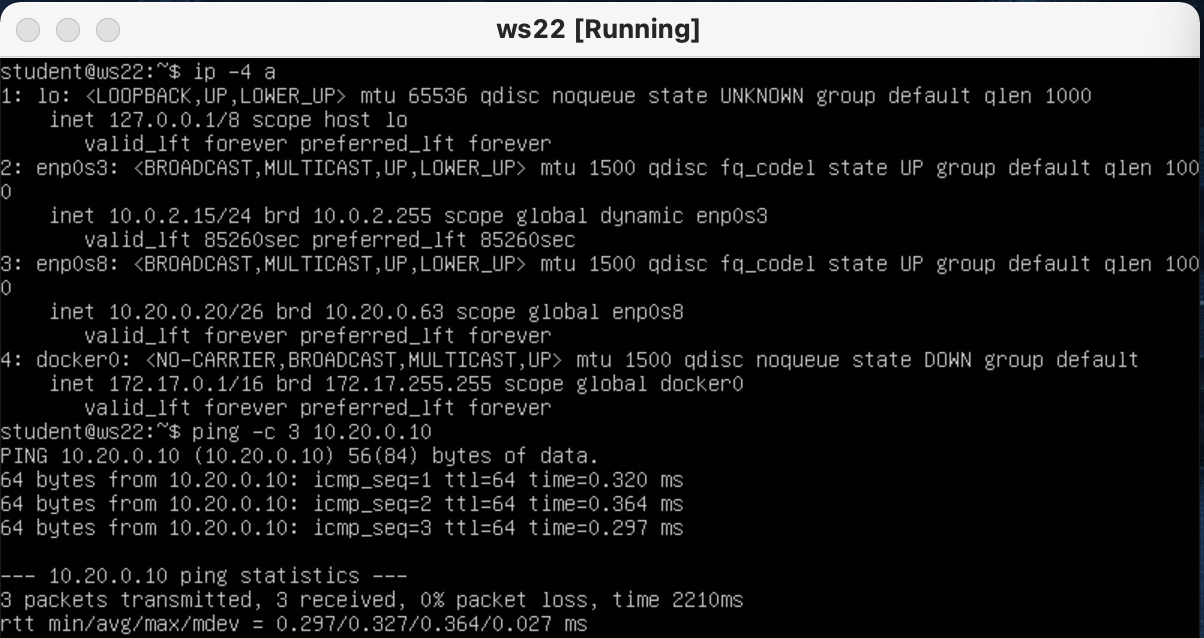 ws22 [Running]
student@ws22:~$ ip -4 a
1: lo: <LOOPBACK,UP,LOWER_UP> mtu 65536 qdisc noqueue state UNKNOWN group default qlen 1000
    inet 127.0.0.1/8 scope host lo
       valid_lft forever preferred_lft forever
2: enp0s3: <BROADCAST,MULTICAST,UP,LOWER_UP> mtu 1500 qdisc fq_codel state UP group default qlen 100
0
    inet 10.0.2.15/24 brd 10.0.2.255 scope global dynamic enp0s3
       valid_lft 85260sec preferred_lft 85260sec
3: enp0s8: <BROADCAST,MULTICAST,UP,LOWER_UP> mtu 1500 qdisc fq_codel state UP group default qlen 100
0
    inet 10.20.0.20/26 brd 10.20.0.63 scope global enp0s8
       valid_lft forever preferred_lft forever
4: docker0: <NO-CARRIER,BROADCAST,MULTICAST,UP> mtu 1500 qdisc noqueue state DOWN group default
    inet 172.17.0.1/16 brd 172.17.255.255 scope global docker0
       valid_lft forever preferred_lft forever
student@ws22:~$ ping -c 3 10.20.0.10
PING 10.20.0.10 (10.20.0.10) 56(84) bytes of data.
64 bytes from 10.20.0.10: icmp_seq=1 ttl=64 time=0.320 ms
64 bytes from 10.20.0.10: icmp_seq=2 ttl=64 time=0.364 ms
64 bytes from 10.20.0.10: icmp_seq=3 ttl=64 time=0.297 ms

--- 10.20.0.10 ping statistics ---
3 packets transmitted, 3 received, 0% packet loss, time 2210ms
rtt min/avg/max/mdev = 0.297/0.327/0.364/0.027 ms